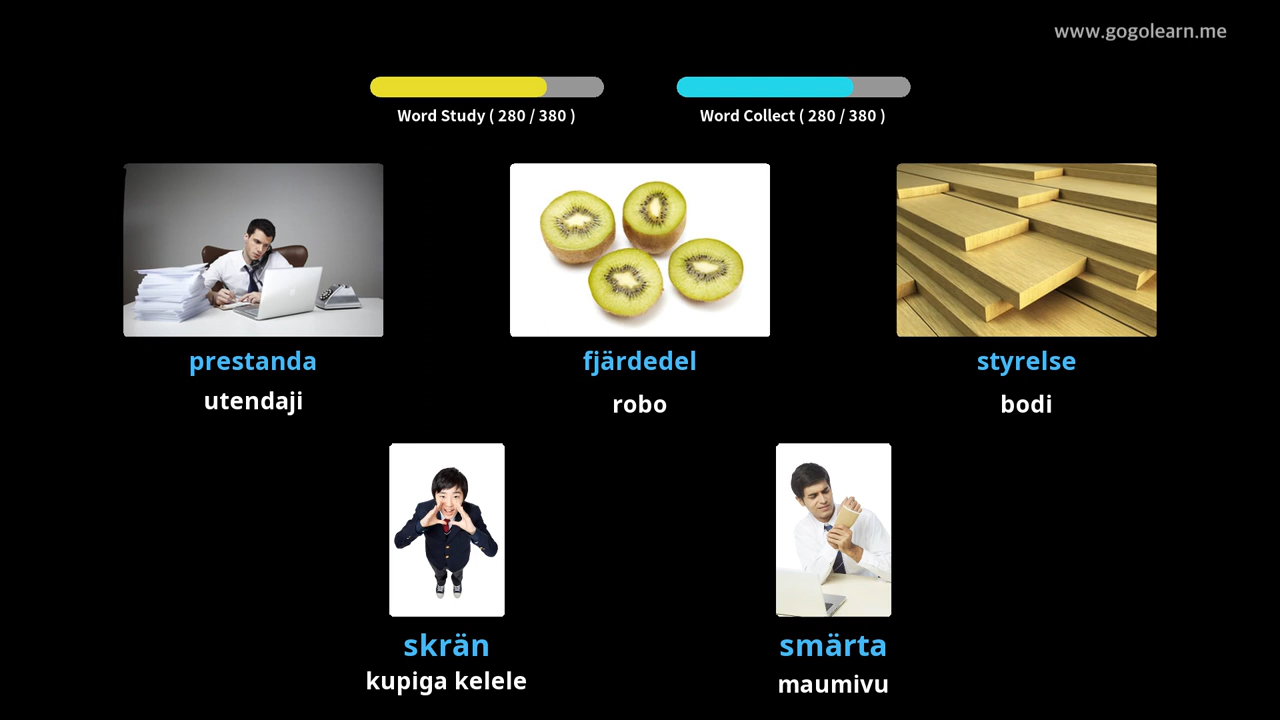 www.gogolearn.me
Word Study ( 280 / 380 )
Word Collect ( 280 / 380 )
prestanda
utendaji
fjärdedel
robo
styrelse
bodi
skrän
kupiga kelele
smärta
maumivu